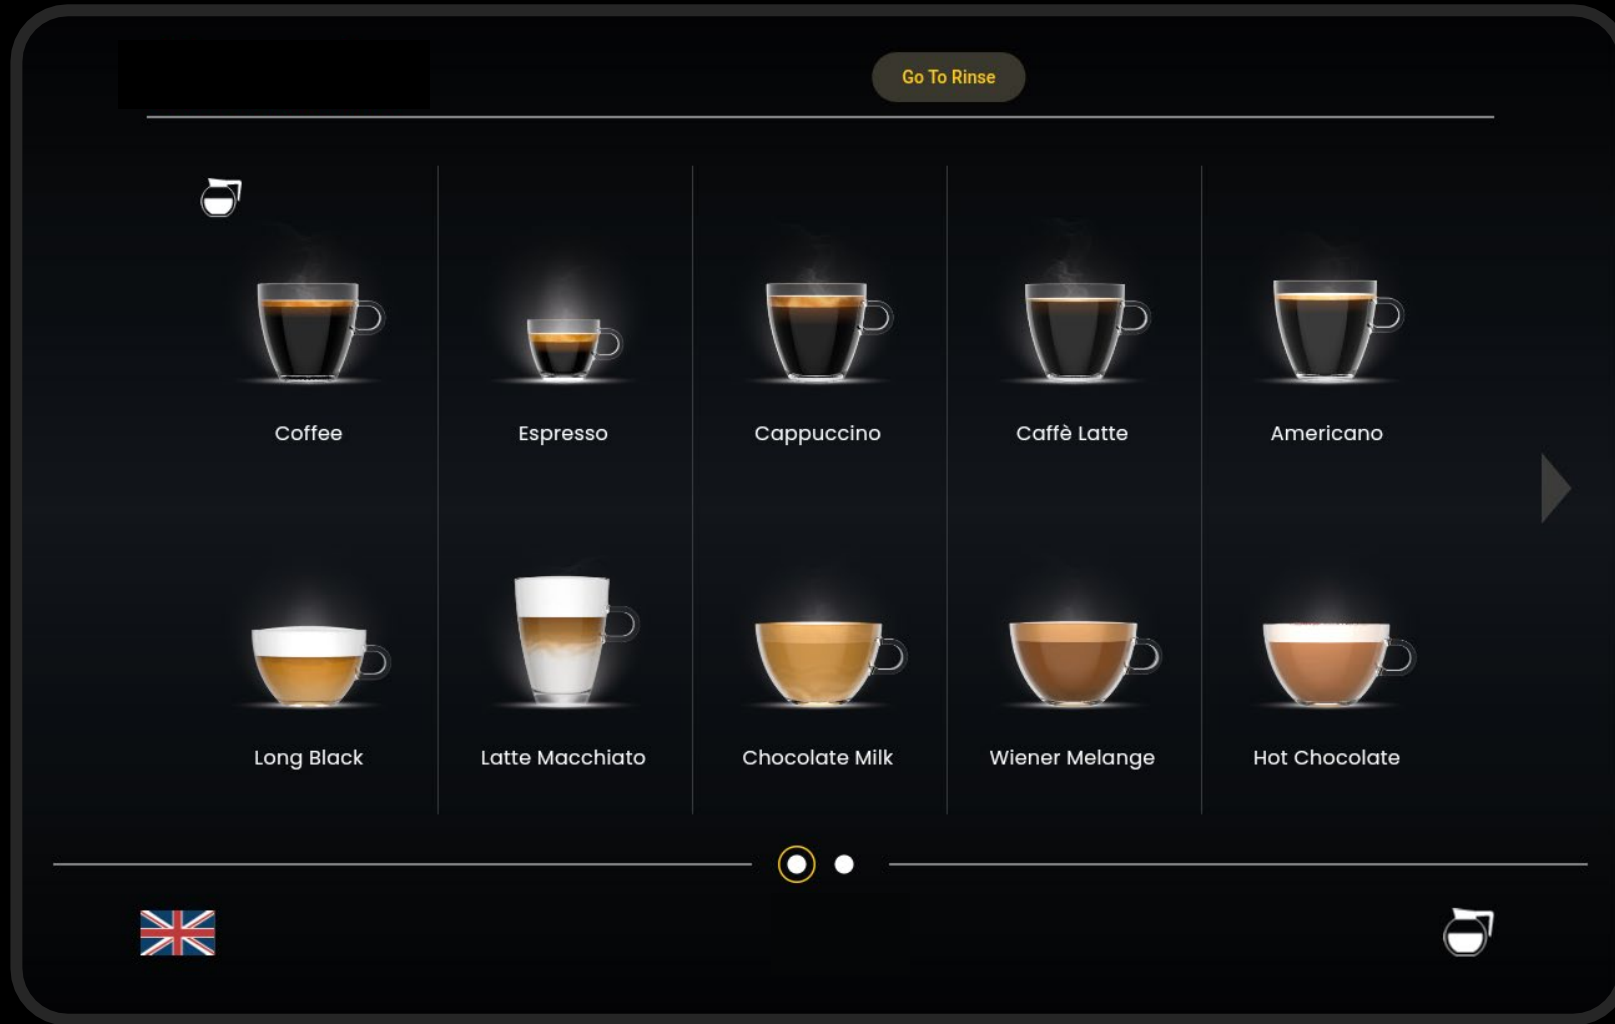 Go To Rinse
Coffee
Espresso
Cappuccino
Caffè Latte
Americano
Long Black
Latte Macchiato
Chocolate Milk
Wiener Melange
Hot Chocolate